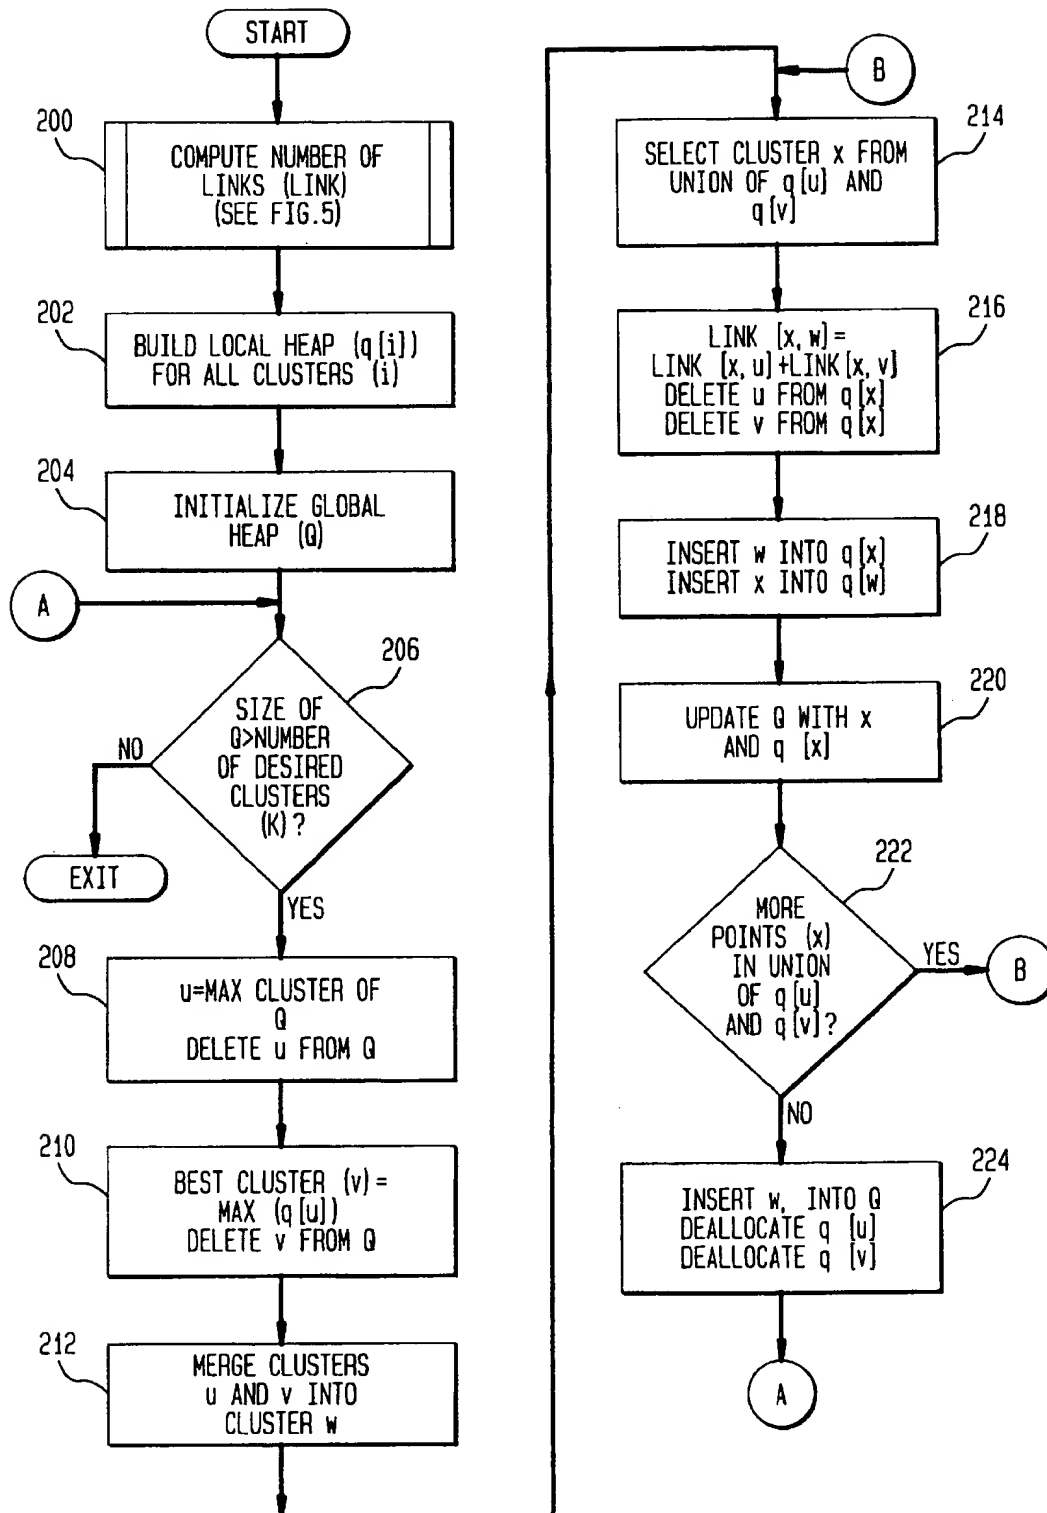 START
200
COMPUTE NUMBER OF
LINKS (LINK)
(SEE FIG.5)
202
BUILD LOCAL HEAP (q[i])
FOR ALL CLUSTERS (i)
204
INITIALIZE GLOBAL
HEAP (Q)
A
206
SIZE OF
Q>NUMBER
OF DESIRED
CLUSTERS
(K)?
NO
EXIT
YES
208
u=MAX CLUSTER OF
Q
DELETE u FROM Q
210
BEST CLUSTER (v)=
MAX (q[u])
DELETE v FROM Q
212
MERGE CLUSTERS
u AND v INTO
CLUSTER w
B
214
SELECT CLUSTER x FROM
UNION OF q[u] AND
q[v]
216
LINK [x,w]=
LINK [x,u]+LINK[x,v]
DELETE u FROM q[x]
DELETE v FROM q[x]
218
INSERT w INTO q[x]
INSERT x INTO q[w]
220
UPDATE Q WITH x
AND q [x]
222
MORE
POINTS (x)
IN UNION
OF q[u]
AND q[v]?
YES
B
NO
224
INSERT w, INTO Q
DEALLOCATE q [u]
DEALLOCATE q [v]
A